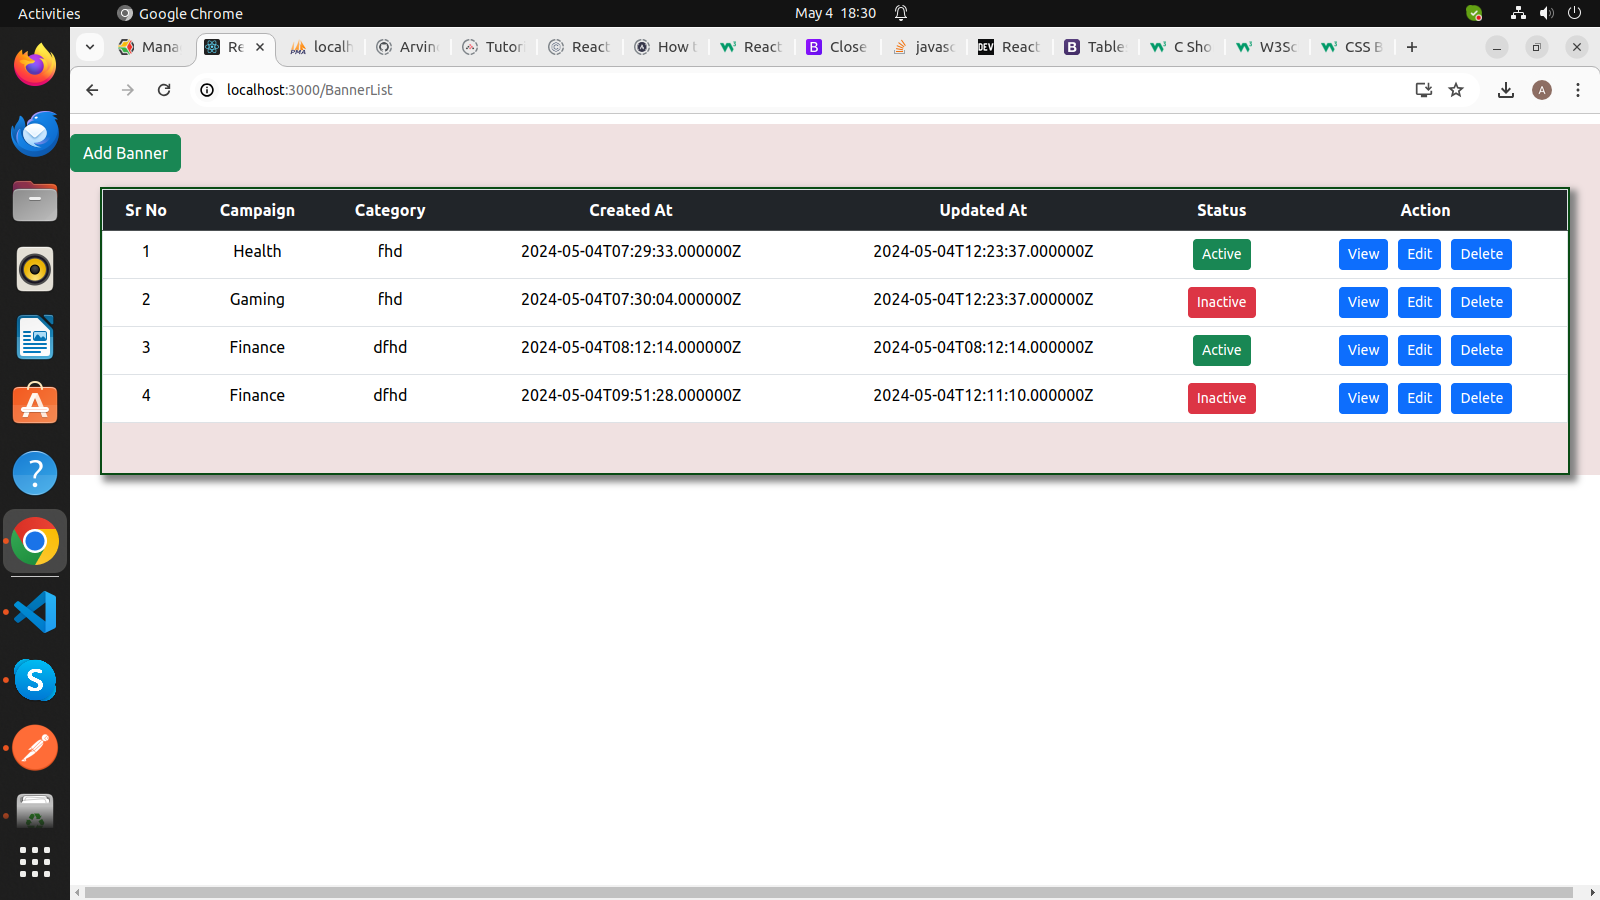 Activities Google Chrome May 4 18:30
Mana Re localh Arvin Tutori React How t React Close javasc React Table C Sho W3Sc CSS B
localhost:3000/BannerList A
Add Banner
Sr No Campaign Category Created At Updated At Status Action
1 Health fhd 2024-05-04T07:29:33.000000Z 2024-05-04T12:23:37.000000Z Active View Edit Delete
2 Gaming fhd 2024-05-04T07:30:04.000000Z 2024-05-04T12:23:37.000000Z Inactive View Edit Delete
3 Finance dfhd 2024-05-04T08:12:14.000000Z 2024-05-04T08:12:14.000000Z Active View Edit Delete
4 Finance dfhd 2024-05-04T09:51:28.000000Z 2024-05-04T12:11:10.000000Z Inactive View Edit Delete